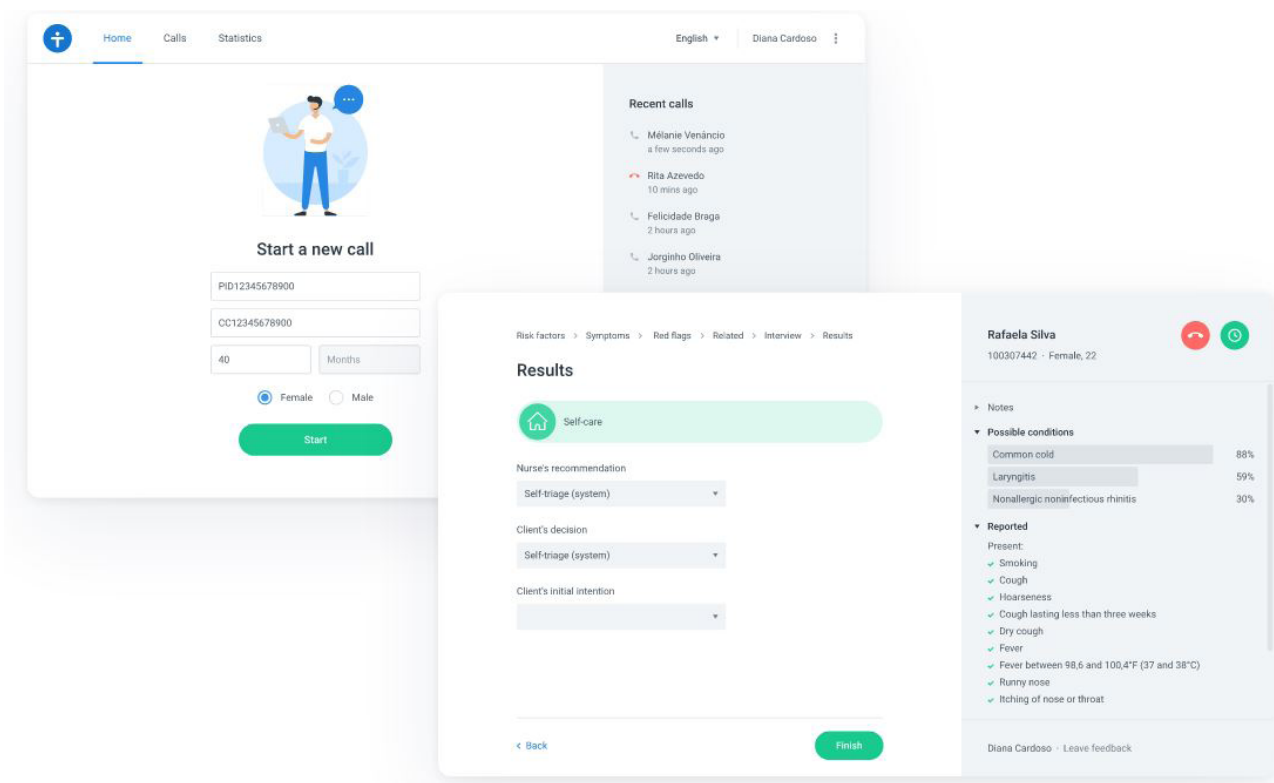 Home Calls Statistics English Diana Cardoso
Start a new call
PID12345678900
CC12345678900
40 Months
Female Male
Start
Recent calls
Mélanie Venâncio
a few seconds ago
Rita Azevedo
10 mins ago
Felicidade Braga
2 hours ago
Jorginho Oliveira
2 hours ago
Risk factors > Symptoms > Red flags > Related > Interview > Results
Results
Self-care
Nurse's recommendation
Self-triage (system)
Client's decision
Self-triage (system)
Client's initial intention
< Back
Finish
Rafaela Silva
100307442 · Female, 22
Notes
Possible conditions
Common cold 88%
Laryngitis 59%
Nonallergic noninfectious rhinitis 30%
Reported
Present:
Smoking
Cough
Hoarseness
Cough lasting less than three weeks
Dry cough
Fever
Fever between 98,6 and 100,4°F (37 and 38°C)
Runny nose
Itching of nose or throat
Diana Cardoso · Leave feedback